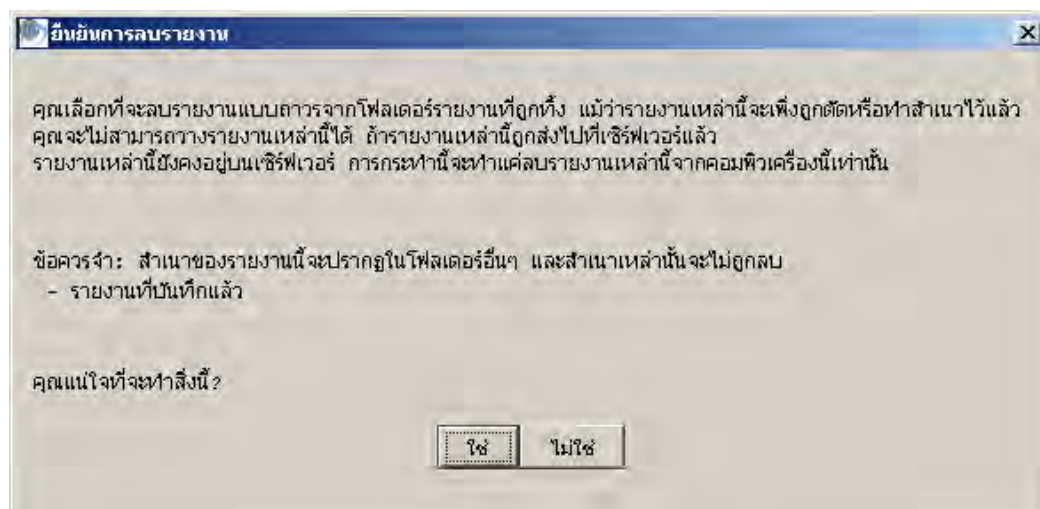 ยืนยันการลบรายงาน
คุณเลือกที่จะลบรายงานแบบถาวรจากโฟลเดอร์รายงานที่ถูกทิ้ง แม้ว่ารายงานเหล่านี้จะเพิ่งถูกตัดหรือทำสำเนาไว้แล้ว
คุณจะไม่สามารถวางรายงานเหล่านี้ได้ ถ้ารายงานเหล่านี้ถูกส่งไปที่เซิร์ฟเวอร์แล้ว
รายงานเหล่านี้ยังคงอยู่บนเซิร์ฟเวอร์ การกระทำนี้จะทำแค่ลบรายงานเหล่านี้จากคอมพิวเครื่องนี้เท่านั้น
ข้อควรจำ: สำเนาของรายงานนี้จะปรากฏในโฟลเดอร์อื่นๆ และสำเนาเหล่านั้นจะไม่ถูกลบ
- รายงานที่บันทึกแล้ว
คุณแน่ใจที่จะทำสิ่งนี้?
ใช่ ไม่ใช่